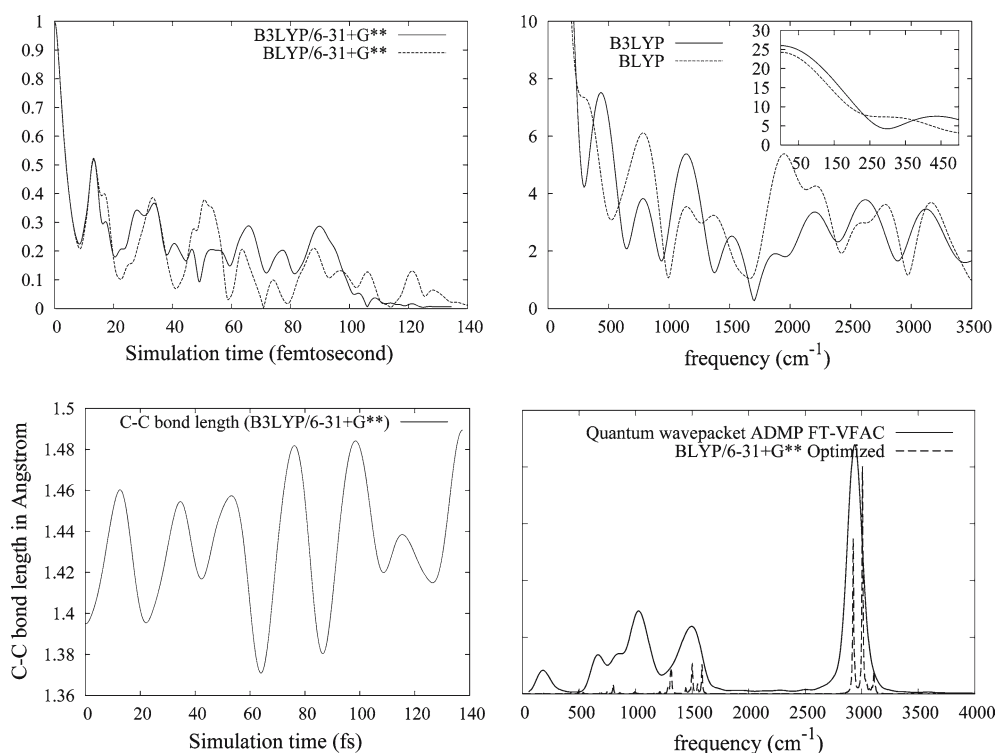 B3LYP/6-31+G**
BLYP/6-31+G**
1
0.9
0.8
0.7
0.6
0.5
0.4
0.3
0.2
0.1
0
0 20 40 60 80 100 120 140
Simulation time (femtosecond)
B3LYP
BLYP
10
8
6
4
2
0
0 500 1000 1500 2000 2500 3000 3500
frequency (cm-1)
30
25
20
15
10
5
0
50 150 250 350 450
C-C bond length (B3LYP/6-31+G**)
C-C bond length in Angstrom
1.5
1.48
1.46
1.44
1.42
1.4
1.38
1.36
0 20 40 60 80 100 120 140
Simulation time (fs)
Quantum wavepacket ADMP FT-VFAC
BLYP/6-31+G** Optimized
0 500 1000 1500 2000 2500 3000 3500 4000
frequency (cm-1)